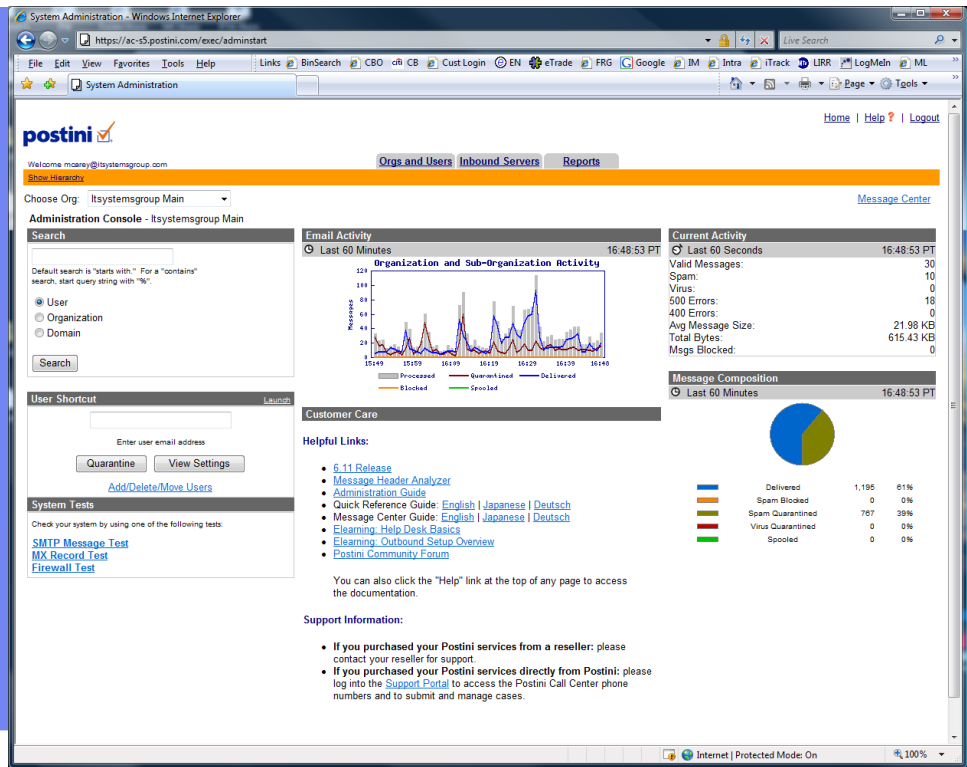 System Administration - Windows Internet Explorer
https://ac-s5.postini.com/exec/adminstart
Live Search
File Edit View Favorites Tools Help
Links BinSearch CBO cfi CB Cust Login EN eTrade FRG Google IM Intra iTrack LIRR LogMeIn ML
System Administration
Page Tools
Home | Help ? | Logout
postini
Welcome mcarey@itsystemsgroup.com
Orgs and Users Inbound Servers Reports
Show Hierarchy
Choose Org: Itsystemsgroup Main
Message Center
Administration Console - Itsystemsgroup Main
Search
Default search is "starts with." For a "contains"
search, start query string with "%".
User
Organization
Domain
Search
User Shortcut Launch
Enter user email address
Quarantine View Settings
Add/Delete/Move Users
System Tests
Check your system by using one of the following tests:
SMTP Message Test
MX Record Test
Firewall Test
Email Activity
Last 60 Minutes 16:48:53 PT
Organization and Sub-Organization Activity
Messages
120
100
80
60
40
20
0
15:49 15:59 16:09 16:19 16:29 16:39 16:48
Processed Quarantined Delivered
Blocked Spooled
Customer Care
Helpful Links:
6.11 Release
Message Header Analyzer
Administration Guide
Quick Reference Guide: English | Japanese | Deutsch
Message Center Guide: English | Japanese | Deutsch
Elearning: Help Desk Basics
Elearning: Outbound Setup Overview
Postini Community Forum
You can also click the "Help" link at the top of any page to access
the documentation.
Support Information:
If you purchased your Postini services from a reseller: please
contact your reseller for support.
If you purchased your Postini services directly from Postini: please
log into the Support Portal to access the Postini Call Center phone
numbers and to submit and manage cases.
Current Activity
Last 60 Seconds 16:48:53 PT
Valid Messages: 30
Spam: 10
Virus: 0
500 Errors: 18
400 Errors: 0
Avg Message Size: 21.98 KB
Total Bytes: 615.43 KB
Msgs Blocked: 0
Message Composition
Last 60 Minutes 16:48:53 PT
Delivered 1,195 61%
Spam Blocked 0 0%
Spam Quarantined 767 39%
Virus Quarantined 0 0%
Spooled 0 0%
Internet | Protected Mode: On 100%